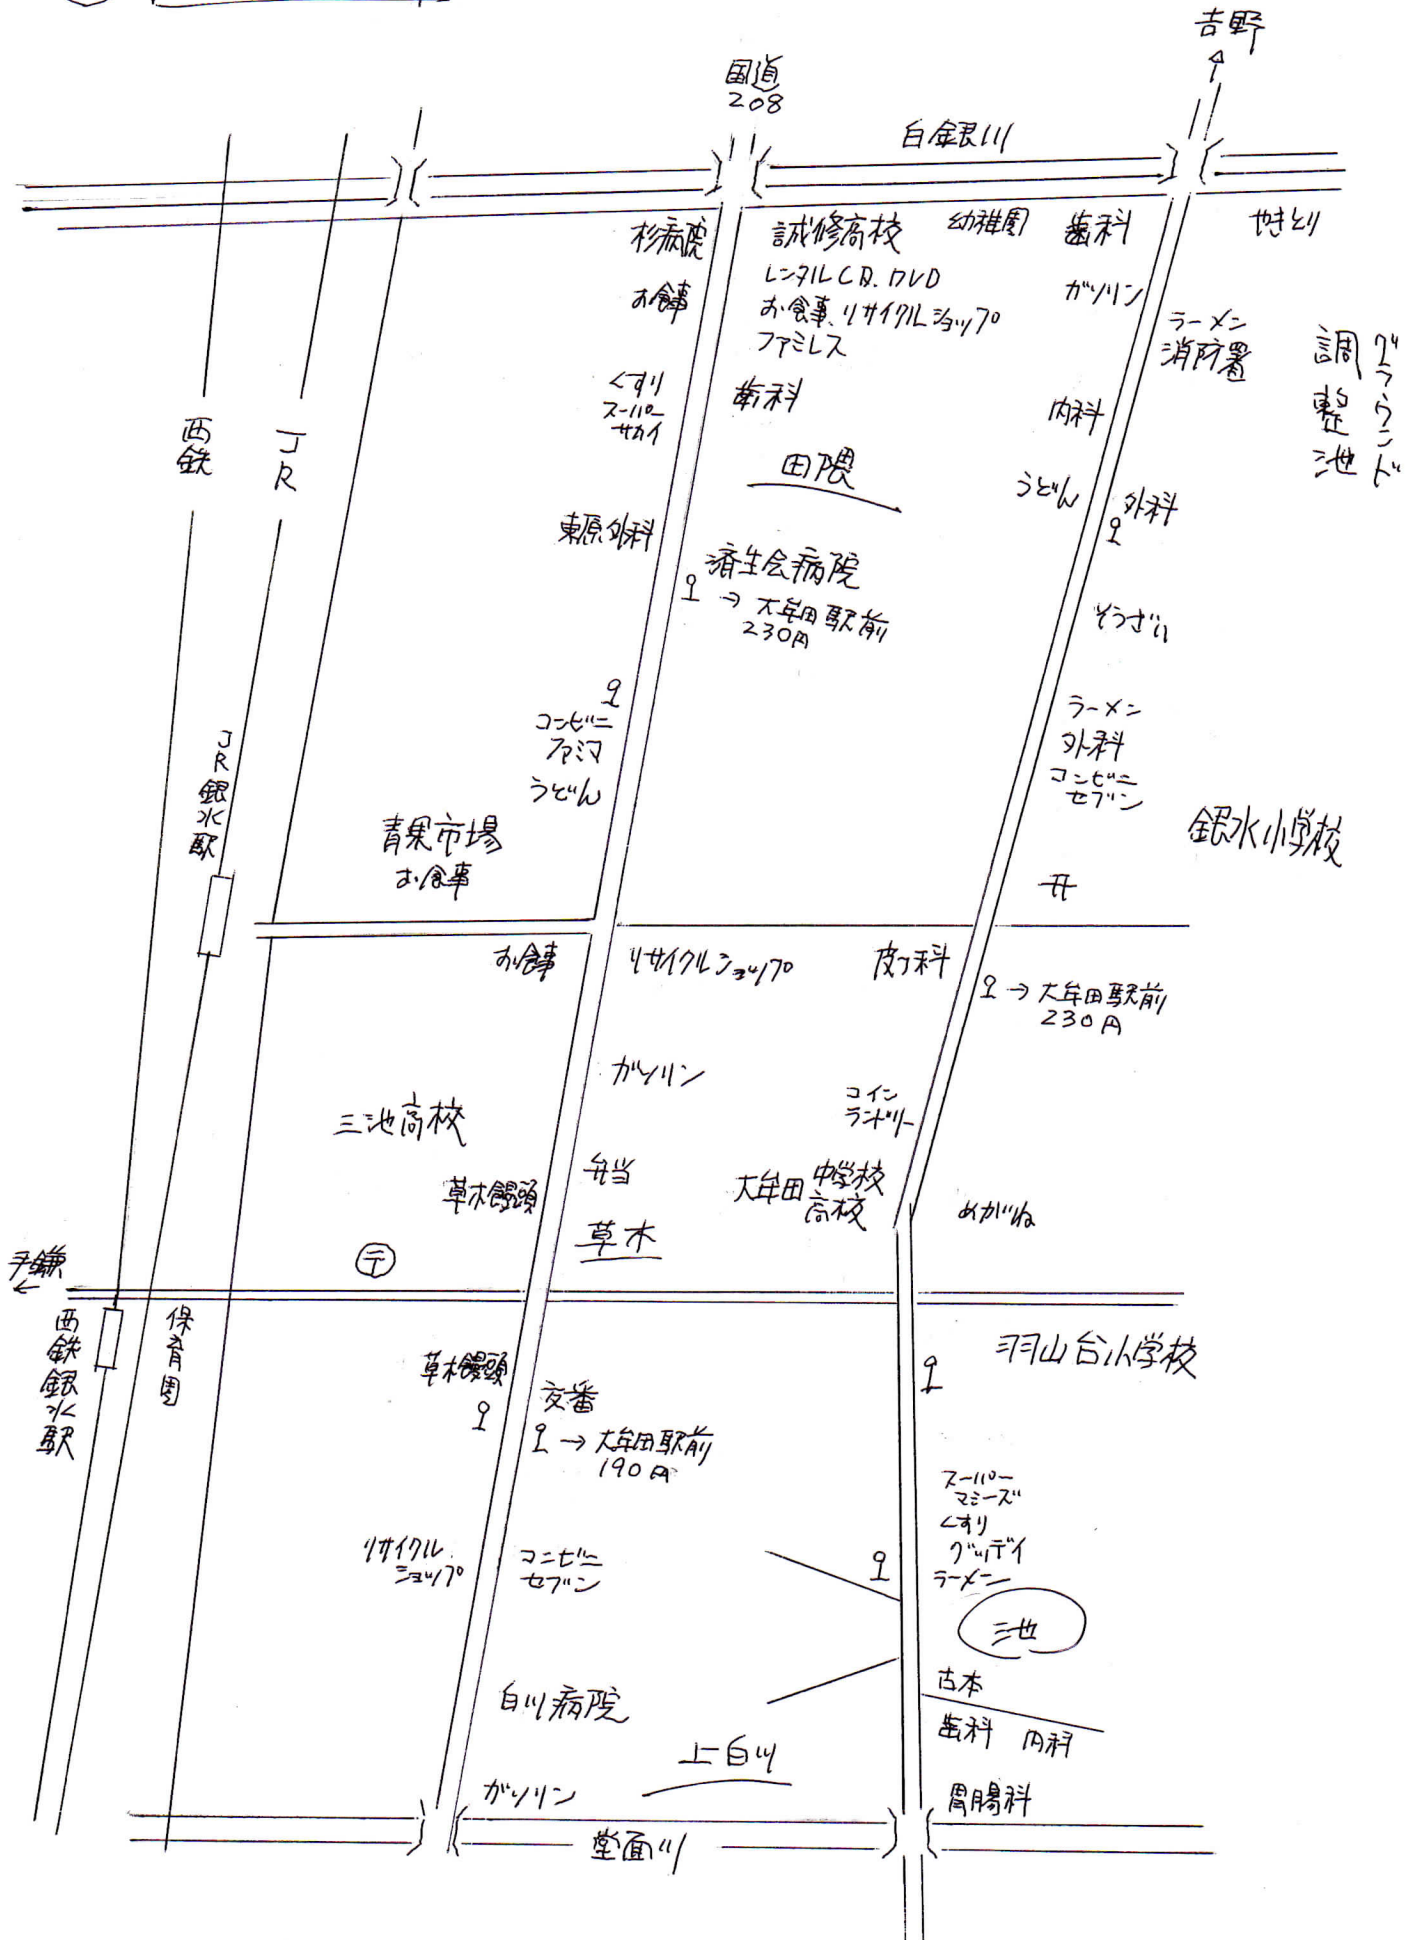 吉野
国道
208
白銀川
杉病院
誠修高校
幼稚園
歯科
やきとり
お食事
レンタルCD.DVD
お食事、リサイクルショップ
ファミレス
ガソリン
ラーメン
消防署
グラウンド
調整池
くすり
スーパー
サカイ
歯科
内科
西鉄
JR
田隈
うどん
外科
東原外科
済生会病院
→大牟田駅前
230円
そうざい
コンビニ
ファミマ
うどん
ラーメン
外科
コンビニ
セブン
JR銀水駅
青果市場
お食事
銀水小学校
お食事
リサイクルショップ
皮フ科
→大牟田駅前
230円
ガソリン
コイン
ランドリー
三池高校
弁当
大牟田中学校
高校
草木饅頭
めがね
草木
〒
手鎌
←
西鉄銀水駅
保育園
羽山台小学校
草木饅頭
交番
→大牟田駅前
190円
スーパー
マミーズ
くすり
グッデイ
ラーメン
リサイクル
ショップ
コンビニ
セブン
池
古本
白川病院
歯科 内科
上白川
ガソリン
胃腸科
堂面川